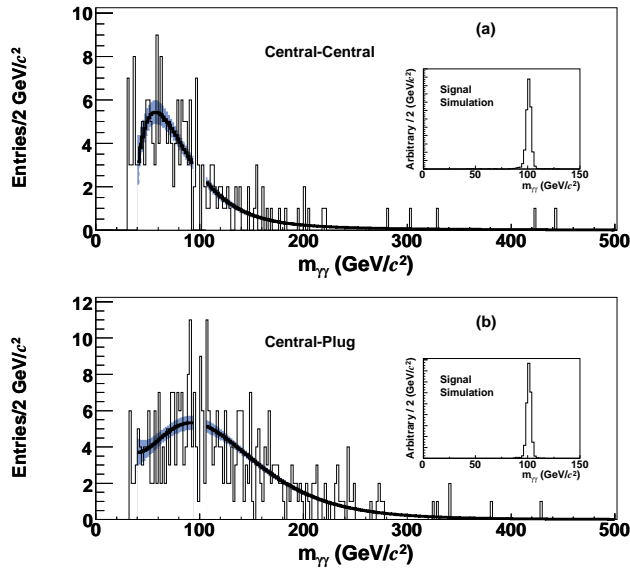 Entries/2 GeV/c²
10
8
6
4
2
0
(a)
Central-Central
Signal
Simulation
Arbitrary / 2 (GeV/c²)
0 50 100 150
mγγ (GeV/c²)
0 100 200 300 400 500
mγγ (GeV/c²)
Entries/2 GeV/c²
12
10
8
6
4
2
0
(b)
Central-Plug
Signal
Simulation
Arbitrary / 2 (GeV/c²)
0 50 100 150
mγγ (GeV/c²)
0 100 200 300 400 500
mγγ (GeV/c²)